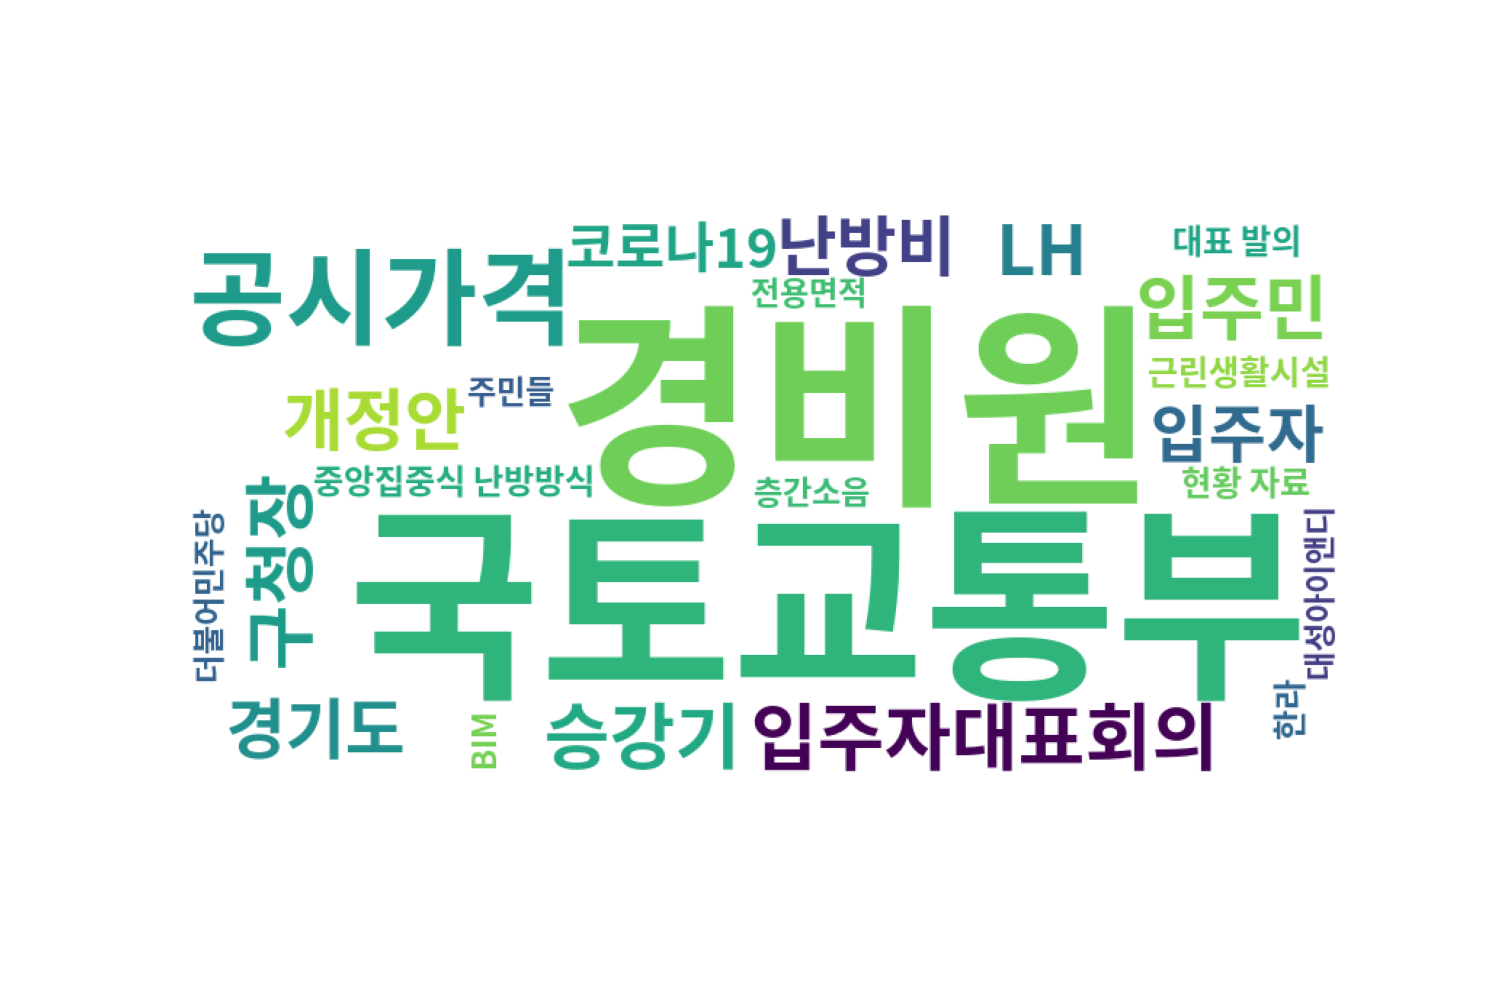 코로나19
난방비
LH
대표 발의
공시가격
전용면적
입주민
경비원
근린생활시설
개정안
주민들
입주자
중앙집중식 난방방식
층간소음
현황 자료
더불어민주당
구청장
국토교통부
대성아이앤디
한라
경기도
BIM
승강기
입주자대표회의